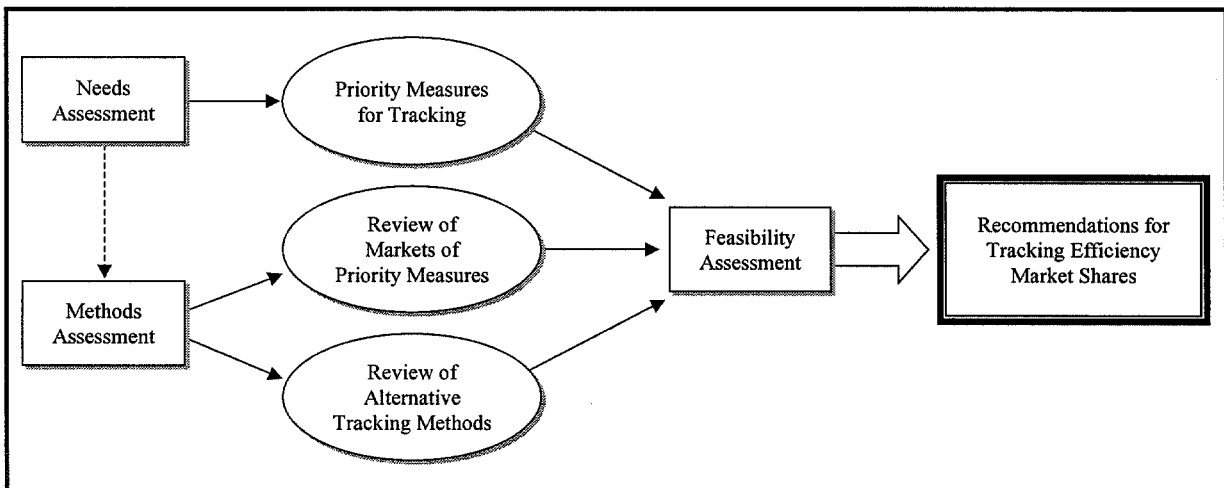 Needs
Assessment
Priority Measures
for Tracking
Review of
Markets of
Priority Measures
Methods
Assessment
Review of
Alternative
Tracking Methods
Feasibility
Assessment
Recommendations for
Tracking Efficiency
Market Shares